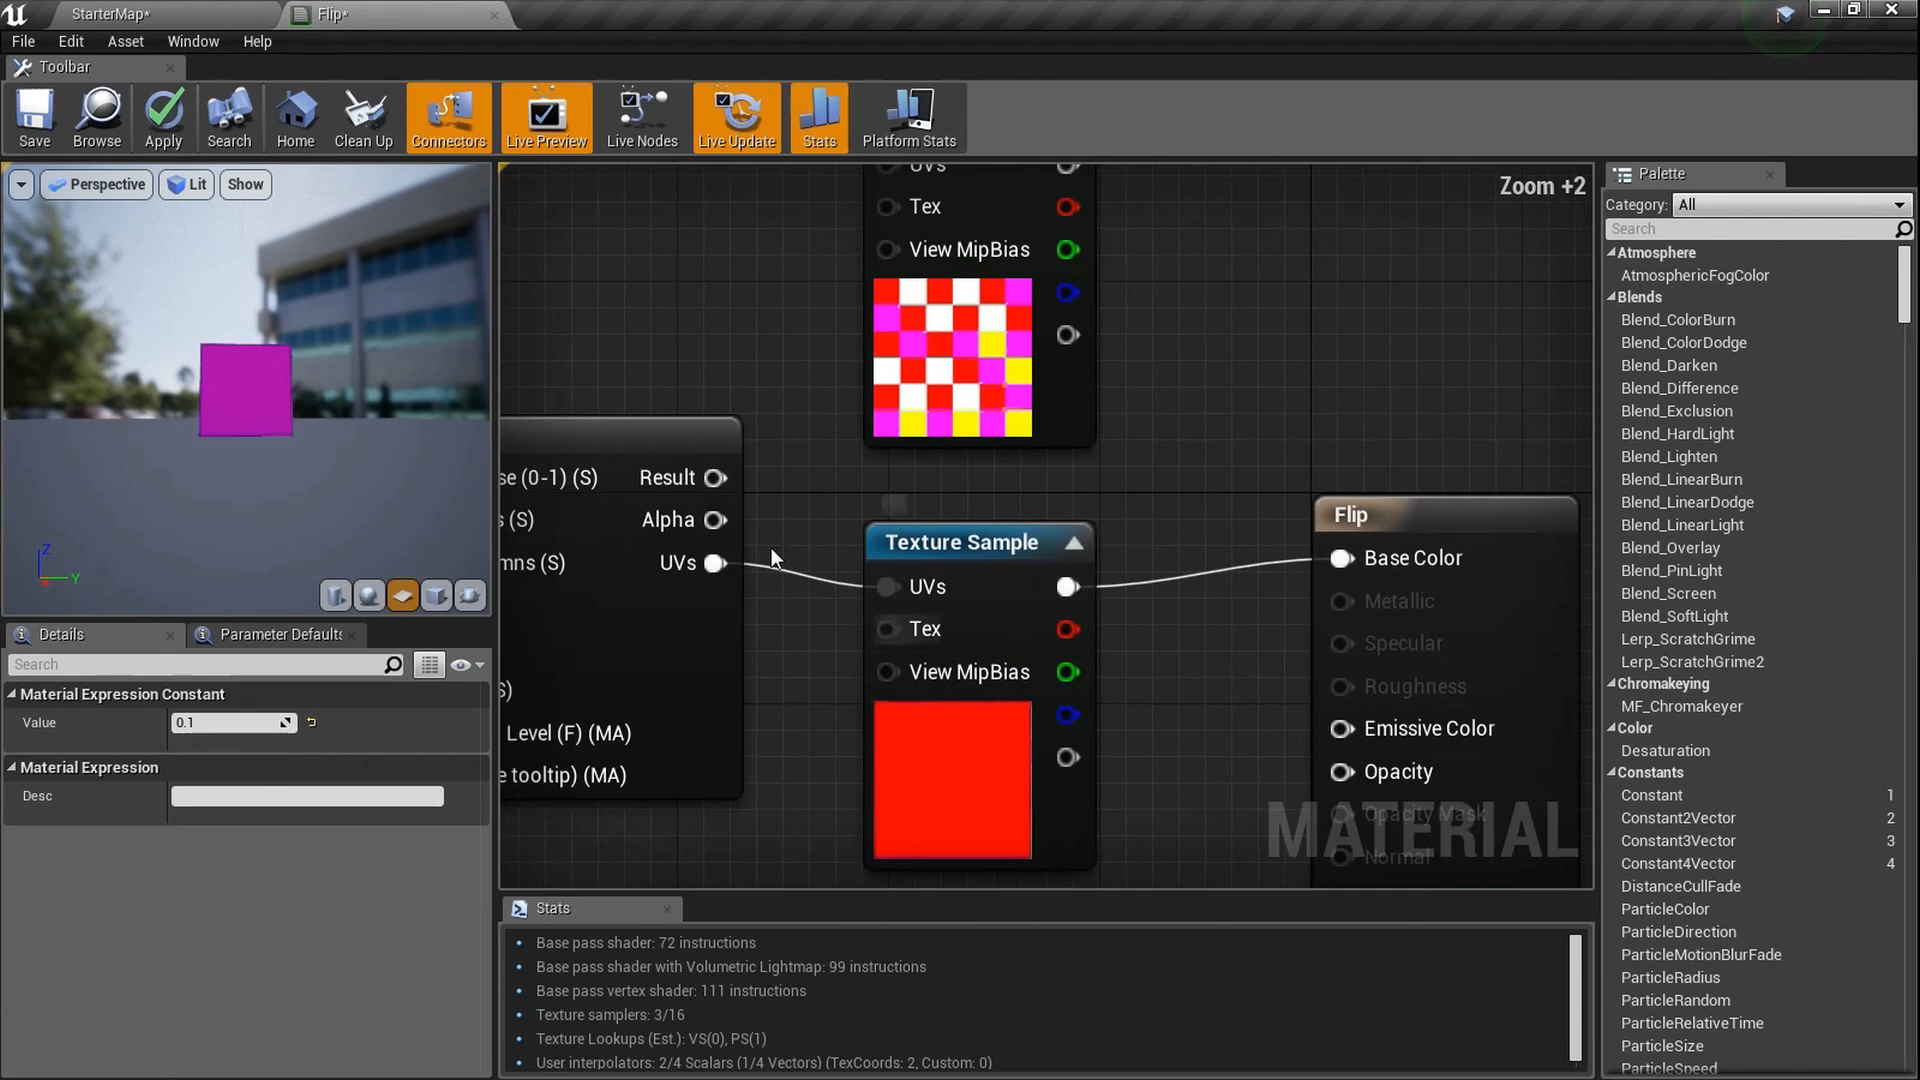 StarterMap*
Flip*
File
Edit
Asset
Window
Help
Toolbar
Save
Browse
Apply
Search
Home
Clean Up
Connectors
Live Preview
Live Nodes
Live Update
Stats
Platform Stats
Perspective
Lit
Show
Z
Y
Details
Parameter Defaults
Search
Material Expression Constant
Value
0.1
Material Expression
Desc
Zoom +2
UVs
Tex
View MipBias
se (0-1) (S)
Result
s (S)
Alpha
mns (S)
UVs
S)
Level (F) (MA)
e tooltip) (MA)
Texture Sample
UVs
Tex
View MipBias
Flip
Base Color
Metallic
Specular
Roughness
Emissive Color
Opacity
Opacity Mask
Normal
MATERIAL
Stats
Base pass shader: 72 instructions
Base pass shader with Volumetric Lightmap: 99 instructions
Base pass vertex shader: 111 instructions
Texture samplers: 3/16
Texture Lookups (Est.): VS(0), PS(1)
User interpolators: 2/4 Scalars (1/4 Vectors) (TexCoords: 2, Custom: 0)
Palette
Category:
All
Search
Atmosphere
AtmosphericFogColor
Blends
Blend_ColorBurn
Blend_ColorDodge
Blend_Darken
Blend_Difference
Blend_Exclusion
Blend_HardLight
Blend_Lighten
Blend_LinearBurn
Blend_LinearDodge
Blend_LinearLight
Blend_Overlay
Blend_PinLight
Blend_Screen
Blend_SoftLight
Lerp_ScratchGrime
Lerp_ScratchGrime2
Chromakeying
MF_Chromakeyer
Color
Desaturation
Constants
Constant 1
Constant2Vector 2
Constant3Vector 3
Constant4Vector 4
DistanceCullFade
ParticleColor
ParticleDirection
ParticleMotionBlurFade
ParticleRadius
ParticleRandom
ParticleRelativeTime
ParticleSize
ParticleSpeed